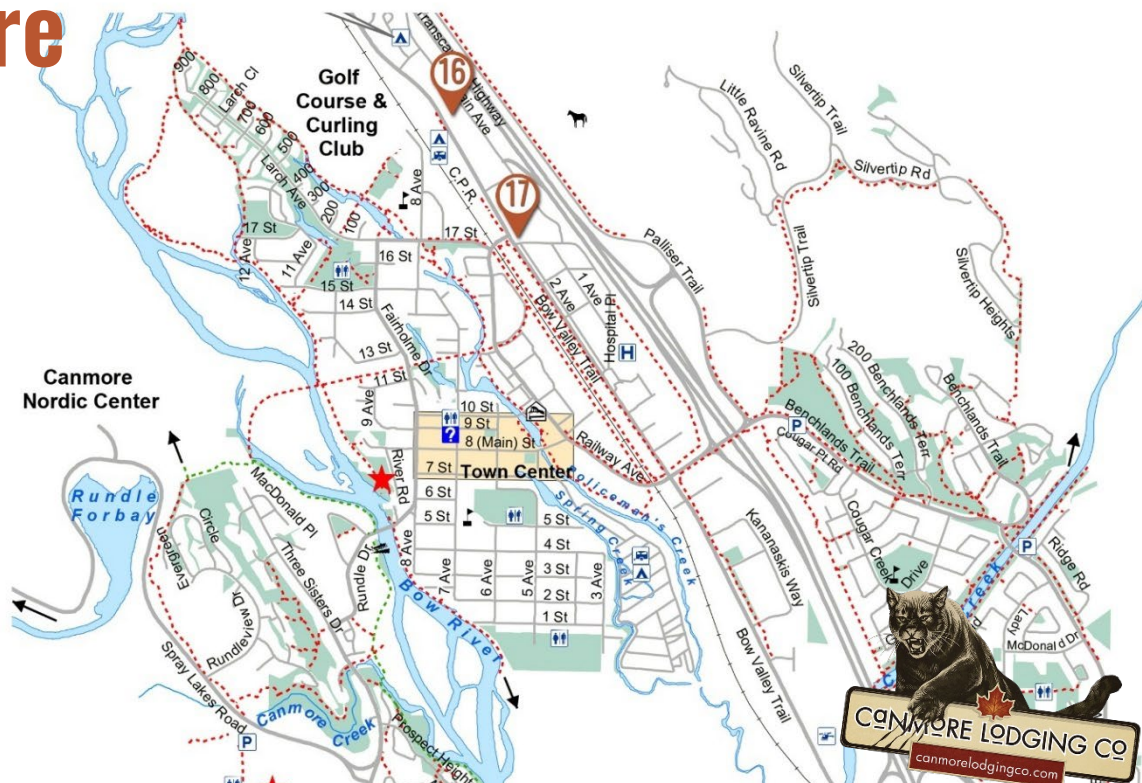 re
16
17
Transca
Highway
in Ave
Golf
Course &
Curling
Club
C.P.R.
8 Ave
900
800
Larch Cl
700
600
500
400
300
200
100
Larch Ave
17 St
12 Ave
11 Ave
17 St
16 St
15 St
14 St
13 St
Fairholme Dr
11 St
9 Ave
10 St
9 St
8 (Main) St
?
7 St
Town Center
River Rd
6 St
5 St
5 St
4 St
3 St
2 St
1 St
8 Ave
7 Ave
6 Ave
5 Ave
3 Ave
Railway Ave
Bow Valley Trail
1 Ave
2 Ave
Hospital Pl
H
Palliser Trail
Little Ravine Rd
Silvertip Trail
Silvertip Rd
Silvertip Trail
Silvertip Heights
200 Benchlands Terr
100 Benchlands Terr
Benchlands Trail
Benchlands Trail
P
Cougar Pt Rd
Cougar Creek
Drive
P
Ridge Rd
Lady
McDonald Dr
Creek
Kananaskis Way
Bow Valley Trail
Policeman's
Creek
Spring Creek
Bow River
Canmore
Nordic Center
Rundle
Forbay
MacDonald Pl
Circle
Evergreen
Three Sisters Dr
Rundle Dr
Rundleview Dr
Spray Lakes Road
P
Canmore
Creek
Prospect Height
CANMORE LODGING CO
canmorelodgingco.com